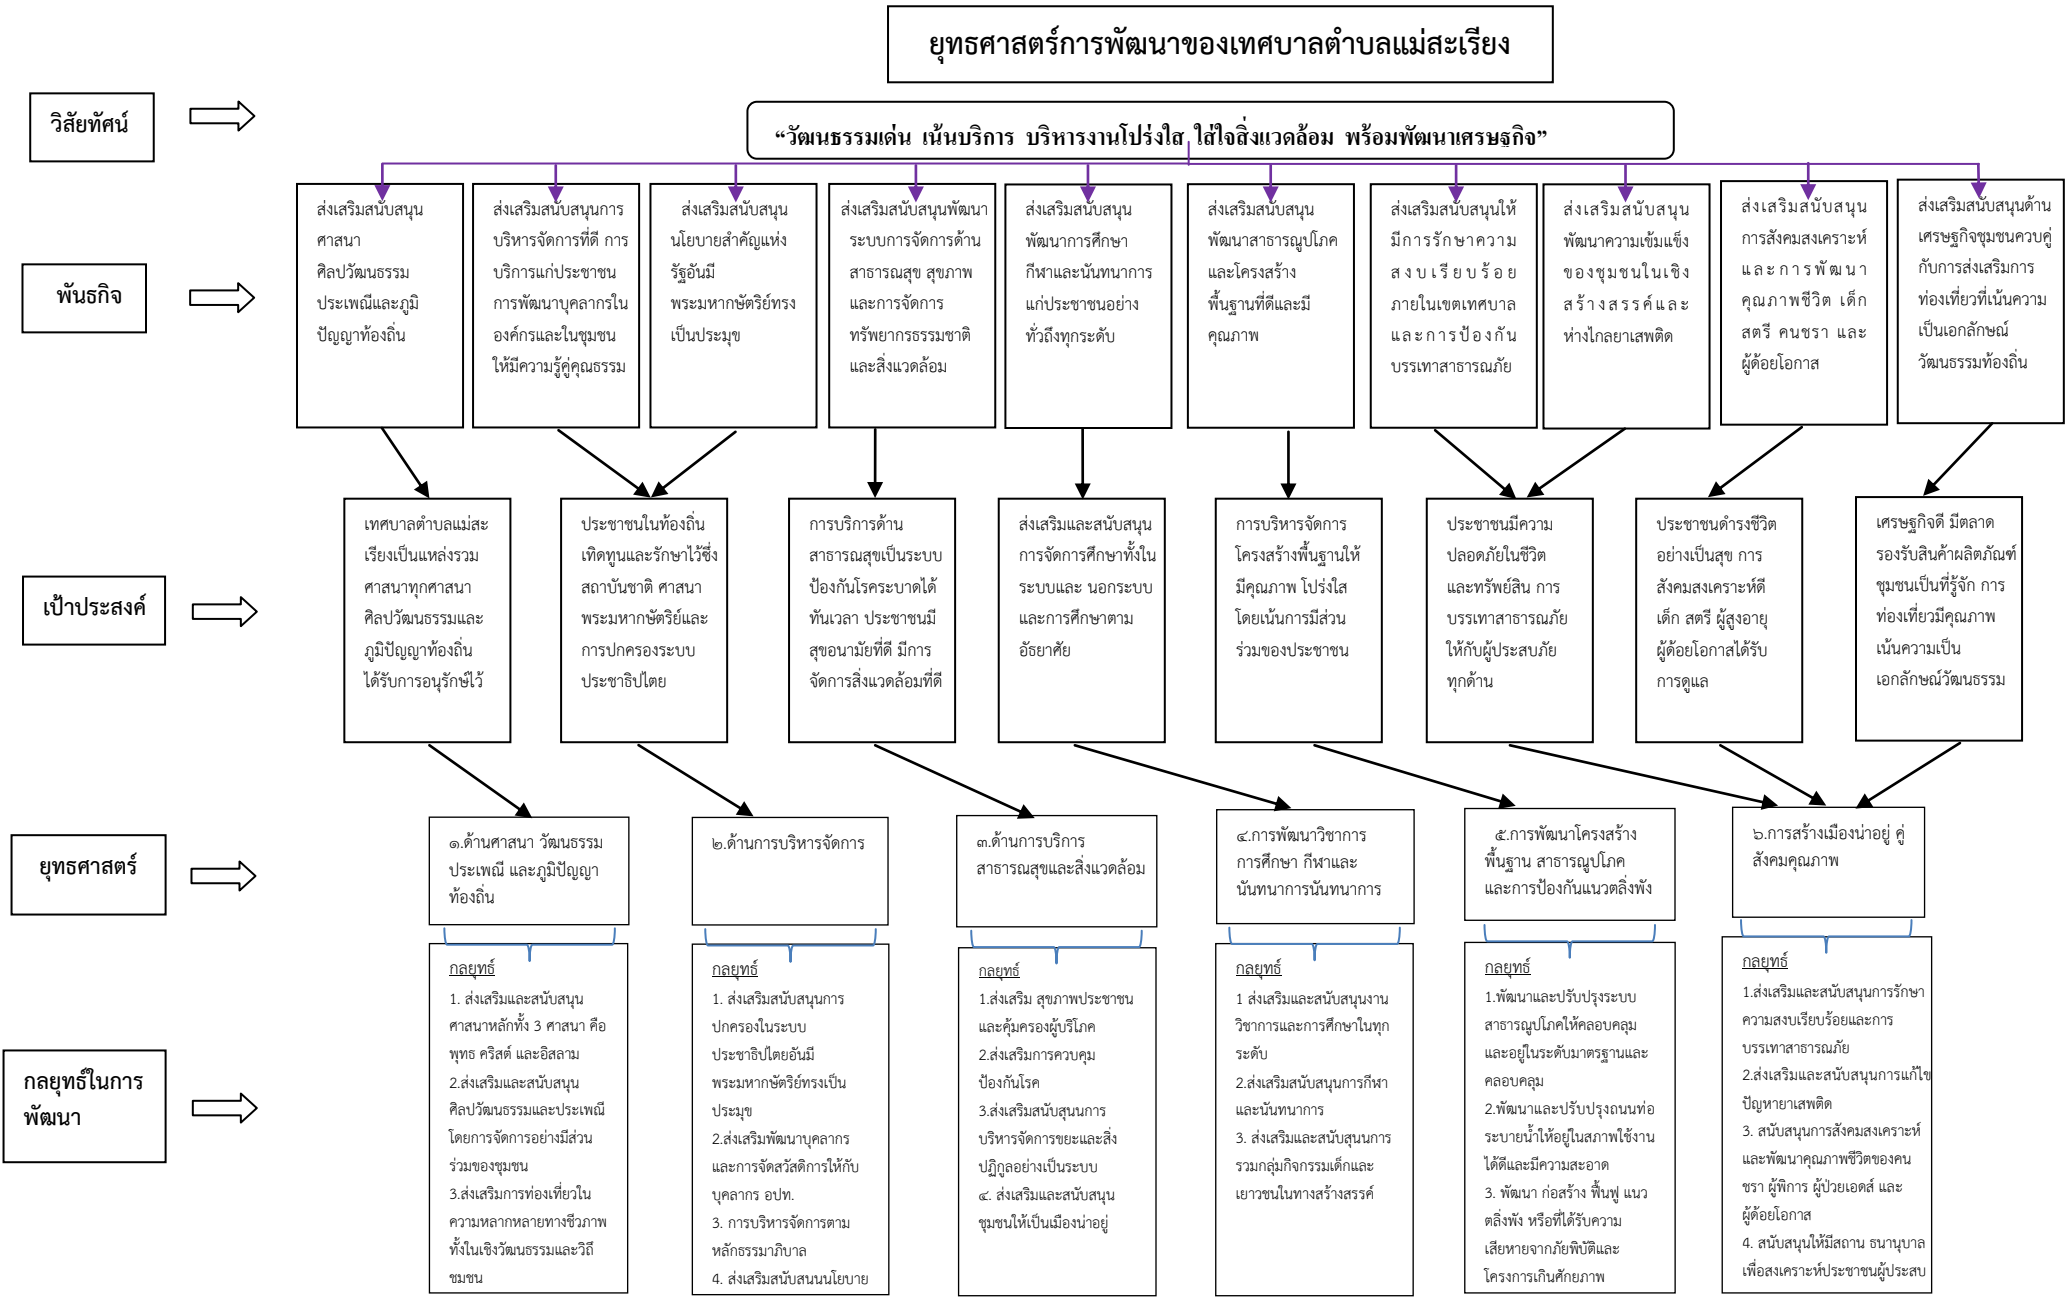 ยุทธศาสตร์การพัฒนาของเทศบาลตำบลแม่สะเรียง
วิสัยทัศน์
“วัฒนธรรมเด่น เน้นบริการ บริหารงานโปร่งใส ใส่ใจสิ่งแวดล้อม พร้อมพัฒนาเศรษฐกิจ”
พันธกิจ
ส่งเสริมสนับสนุน
ศาสนา
ศิลปวัฒนธรรม
ประเพณีและภูมิ
ปัญญาท้องถิ่น
ส่งเสริมสนับสนุนการ
บริหารจัดการที่ดี การ
บริการแก่ประชาชน
การพัฒนาบุคลากรใน
องค์กรและในชุมชน
ให้มีความรู้คู่คุณธรรม
ส่งเสริมสนับสนุน
นโยบายสำคัญแห่ง
รัฐอันมี
พระมหากษัตริย์ทรง
เป็นประมุข
ส่งเสริมสนับสนุนพัฒนา
ระบบการจัดการด้าน
สาธารณสุข สุขภาพ
และการจัดการ
ทรัพยากรธรรมชาติ
และสิ่งแวดล้อม
ส่งเสริมสนับสนุน
พัฒนาการศึกษา
กีฬาและนันทนาการ
แก่ประชาชนอย่าง
ทั่วถึงทุกระดับ
ส่งเสริมสนับสนุน
พัฒนาสาธารณูปโภค
และโครงสร้าง
พื้นฐานที่ดีและมี
คุณภาพ
ส่งเสริมสนับสนุนให้
มีการรักษาความ
สงบเรียบร้อย
ภายในเขตเทศบาล
และการป้องกัน
บรรเทาสาธารณภัย
ส่งเสริมสนับสนุน
พัฒนาความเข้มแข็ง
ของชุมชนในเชิง
สร้างสรรค์และ
ห่างไกลยาเสพติด
ส่งเสริมสนับสนุน
การสังคมสงเคราะห์
และการพัฒนา
คุณภาพชีวิต เด็ก
สตรี คนชรา และ
ผู้ด้อยโอกาส
ส่งเสริมสนับสนุนด้าน
เศรษฐกิจชุมชนควบคู่
กับการส่งเสริมการ
ท่องเที่ยวที่เน้นความ
เป็นเอกลักษณ์
วัฒนธรรมท้องถิ่น
เป้าประสงค์
เทศบาลตำบลแม่สะ
เรียงเป็นแหล่งรวม
ศาสนาทุกศาสนา
ศิลปวัฒนธรรมและ
ภูมิปัญญาท้องถิ่น
ได้รับการอนุรักษ์ไว้
ประชาชนในท้องถิ่น
เทิดทูนและรักษาไว้ซึ่ง
สถาบันชาติ ศาสนา
พระมหากษัตริย์และ
การปกครองระบบ
ประชาธิปไตย
การบริการด้าน
สาธารณสุขเป็นระบบ
ป้องกันโรคระบาดได้
ทันเวลา ประชาชนมี
สุขอนามัยที่ดี มีการ
จัดการสิ่งแวดล้อมที่ดี
ส่งเสริมและสนับสนุน
การจัดการศึกษาทั้งใน
ระบบและ นอกระบบ
และการศึกษาตาม
อัธยาศัย
การบริหารจัดการ
โครงสร้างพื้นฐานให้
มีคุณภาพ โปร่งใส
โดยเน้นการมีส่วน
ร่วมของประชาชน
ประชาชนมีความ
ปลอดภัยในชีวิต
และทรัพย์สิน การ
บรรเทาสาธารณภัย
ให้กับผู้ประสบภัย
ทุกด้าน
ประชาชนดำรงชีวิต
อย่างเป็นสุข การ
สังคมสงเคราะห์ดี
เด็ก สตรี ผู้สูงอายุ
ผู้ด้อยโอกาสได้รับ
การดูแล
เศรษฐกิจดี มีตลาด
รองรับสินค้าผลิตภัณฑ์
ชุมชนเป็นที่รู้จัก การ
ท่องเที่ยวมีคุณภาพ
เน้นความเป็น
เอกลักษณ์วัฒนธรรม
ยุทธศาสตร์
๑.ด้านศาสนา วัฒนธรรม
ประเพณี และภูมิปัญญา
ท้องถิ่น
๒.ด้านการบริหารจัดการ
๓.ด้านการบริการ
สาธารณสุขและสิ่งแวดล้อม
๔.การพัฒนาวิชาการ
การศึกษา กีฬาและ
นันทนาการนันทนาการ
๕.การพัฒนาโครงสร้าง
พื้นฐาน สาธารณูปโภค
และการป้องกันแนวตลิ่งพัง
๖.การสร้างเมืองน่าอยู่ คู่
สังคมคุณภาพ
กลยุทธ์ในการ
พัฒนา
กลยุทธ์
1. ส่งเสริมและสนับสนุน
ศาสนาหลักทั้ง 3 ศาสนา คือ
พุทธ คริสต์ และอิสลาม
2.ส่งเสริมและสนับสนุน
ศิลปวัฒนธรรมและประเพณี
โดยการจัดการอย่างมีส่วน
ร่วมของชุมชน
3.ส่งเสริมการท่องเที่ยวใน
ความหลากหลายทางชีวภาพ
ทั้งในเชิงวัฒนธรรมและวิถี
ชมชน
กลยุทธ์
1. ส่งเสริมสนับสนุนการ
ปกครองในระบบ
ประชาธิปไตยอันมี
พระมหากษัตริย์ทรงเป็น
ประมุข
2.ส่งเสริมพัฒนาบุคลากร
และการจัดสวัสดิการให้กับ
บุคลากร อปท.
3. การบริหารจัดการตาม
หลักธรรมาภิบาล
4. ส่งเสริมสนับสนนนโยบาย
กลยุทธ์
1.ส่งเสริม สุขภาพประชาชน
และคุ้มครองผู้บริโภค
2.ส่งเสริมการควบคุม
ป้องกันโรค
3.ส่งเสริมสนับสุนนการ
บริหารจัดการขยะและสิ่ง
ปฏิกูลอย่างเป็นระบบ
๔. ส่งเสริมและสนับสนุน
ชุมชนให้เป็นเมืองน่าอยู่
กลยุทธ์
1 ส่งเสริมและสนับสนุนงาน
วิชาการและการศึกษาในทุก
ระดับ
2.ส่งเสริมสนับสนุนการกีฬา
และนันทนาการ
3. ส่งเสริมและสนับสุนนการ
รวมกลุ่มกิจกรรมเด็กและ
เยาวชนในทางสร้างสรรค์
กลยุทธ์
1.พัฒนาและปรับปรุงระบบ
สาธารณูปโภคให้คลอบคลุม
และอยู่ในระดับมาตรฐานและ
คลอบคลุม
2.พัฒนาและปรับปรุงถนนท่อ
ระบายน้ำให้อยู่ในสภาพใช้งาน
ได้ดีและมีความสะอาด
3. พัฒนา ก่อสร้าง ฟื้นฟู แนว
ตลิ่งพัง หรือที่ได้รับความ
เสียหายจากภัยพิบัติและ
โครงการเกินศักยภาพ
กลยุทธ์
1.ส่งเสริมและสนับสนุนการรักษา
ความสงบเรียบร้อยและการ
บรรเทาสาธารณภัย
2.ส่งเสริมและสนับสนุนการแก้ไข
ปัญหายาเสพติด
3. สนับสนุนการสังคมสงเคราะห์
และพัฒนาคุณภาพชีวิตของคน
ชรา ผู้พิการ ผู้ป่วยเอดส์ และ
ผู้ด้อยโอกาส
4. สนับสนุนให้มีสถาน ธนานุบาล
เพื่อสงเคราะห์ประชาชนผู้ประสบ